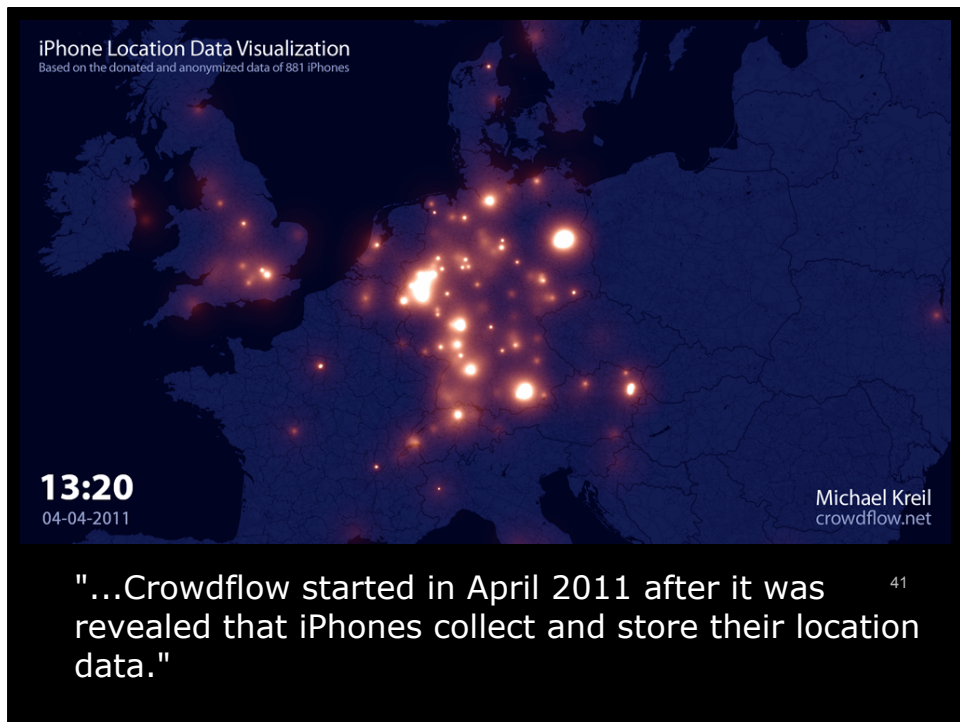 iPhone Location Data Visualization
Based on the donated and anonymized data of 881 iPhones
13:20
04-04-2011
Michael Kreil
crowdflow.net
"...Crowdflow started in April 2011 after it was
41
revealed that iPhones collect and store their location
data."